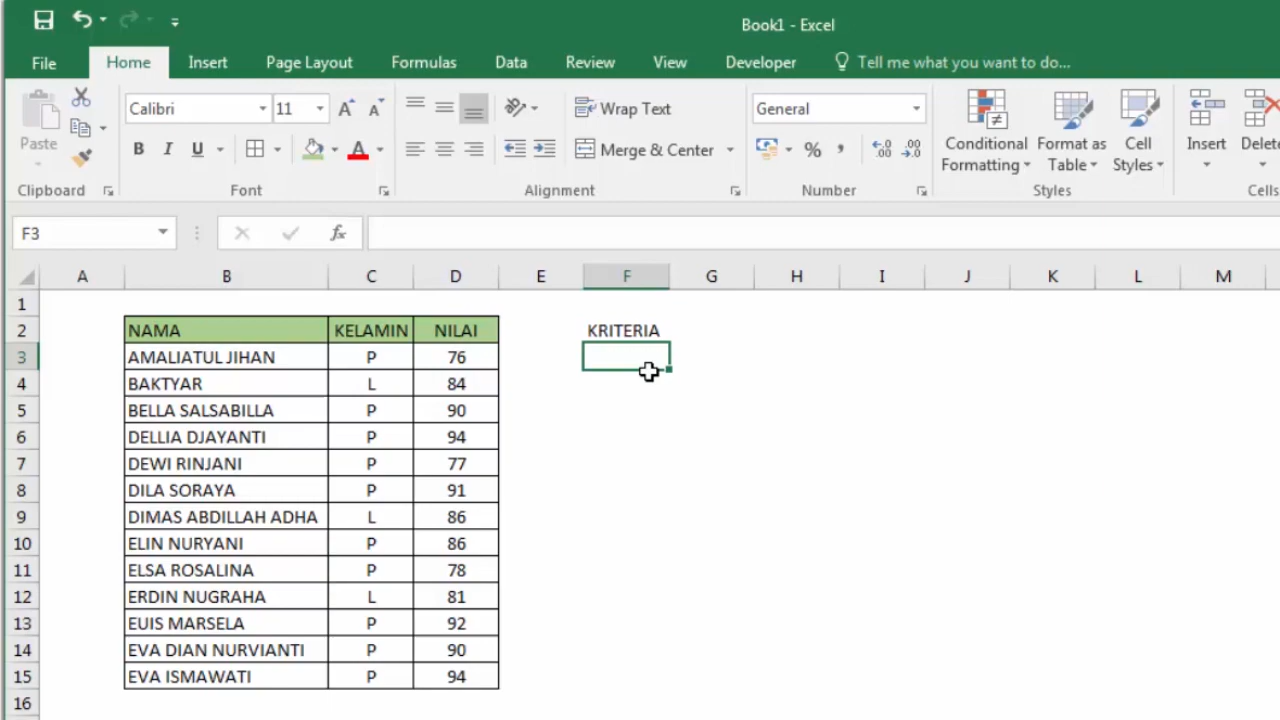 Book1 - Excel
File Home Insert Page Layout Formulas Data Review View Developer Tell me what you want to do...
Calibri 11 Wrap Text General
Paste B I U A Merge & Center % , Conditional Formatting Format as Table Cell Styles Insert Delet
Clipboard Font Alignment Number Styles Cells
F3 fx
A B C D E F G H I J K L M
1
2 NAMA KELAMIN NILAI KRITERIA
3 AMALIATUL JIHAN P 76
4 BAKTYAR L 84
5 BELLA SALSABILLA P 90
6 DELLIA DJAYANTI P 94
7 DEWI RINJANI P 77
8 DILA SORAYA P 91
9 DIMAS ABDILLAH ADHA L 86
10 ELIN NURYANI P 86
11 ELSA ROSALINA P 78
12 ERDIN NUGRAHA L 81
13 EUIS MARSELA P 92
14 EVA DIAN NURVIANTI P 90
15 EVA ISMAWATI P 94
16